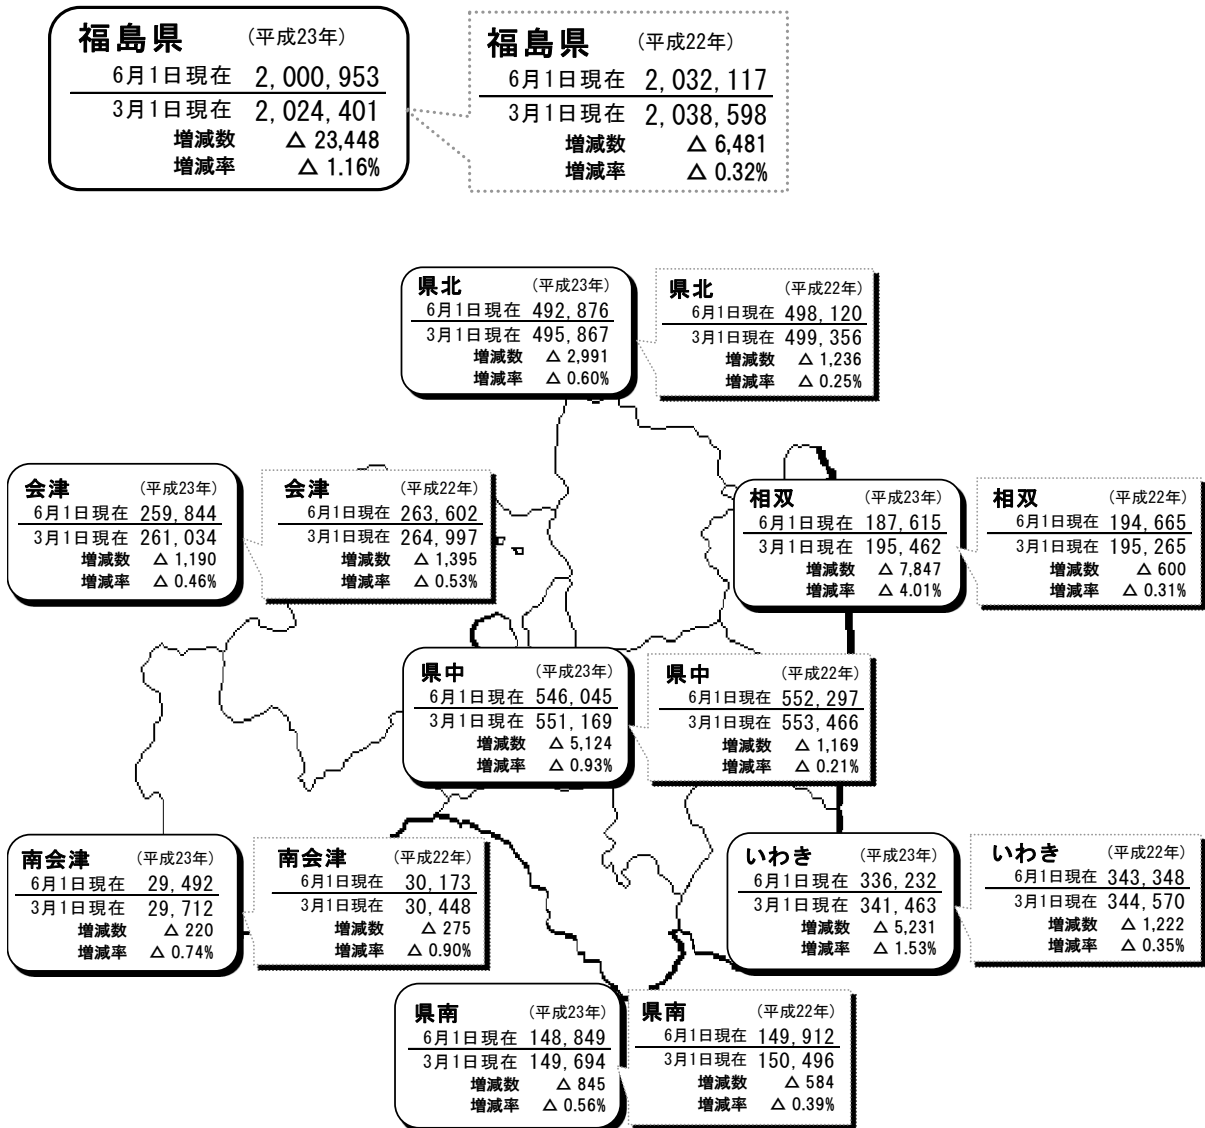 福島県 (平成23年)
6月1日現在 2,000,953
3月1日現在 2,024,401
増減数 △ 23,448
増減率 △ 1.16%
福島県 (平成22年)
6月1日現在 2,032,117
3月1日現在 2,038,598
増減数 △ 6,481
増減率 △ 0.32%
県北 (平成23年)
6月1日現在 492,876
3月1日現在 495,867
増減数 △ 2,991
増減率 △ 0.60%
県北 (平成22年)
6月1日現在 498,120
3月1日現在 499,356
増減数 △ 1,236
増減率 △ 0.25%
会津 (平成23年)
6月1日現在 259,844
3月1日現在 261,034
増減数 △ 1,190
増減率 △ 0.46%
会津 (平成22年)
6月1日現在 263,602
3月1日現在 264,997
増減数 △ 1,395
増減率 △ 0.53%
相双 (平成23年)
6月1日現在 187,615
3月1日現在 195,462
増減数 △ 7,847
増減率 △ 4.01%
相双 (平成22年)
6月1日現在 194,665
3月1日現在 195,265
増減数 △ 600
増減率 △ 0.31%
県中 (平成23年)
6月1日現在 546,045
3月1日現在 551,169
増減数 △ 5,124
増減率 △ 0.93%
県中 (平成22年)
6月1日現在 552,297
3月1日現在 553,466
増減数 △ 1,169
増減率 △ 0.21%
南会津 (平成23年)
6月1日現在 29,492
3月1日現在 29,712
増減数 △ 220
増減率 △ 0.74%
南会津 (平成22年)
6月1日現在 30,173
3月1日現在 30,448
増減数 △ 275
増減率 △ 0.90%
いわき (平成23年)
6月1日現在 336,232
3月1日現在 341,463
増減数 △ 5,231
増減率 △ 1.53%
いわき (平成22年)
6月1日現在 343,348
3月1日現在 344,570
増減数 △ 1,222
増減率 △ 0.35%
県南 (平成23年)
6月1日現在 148,849
3月1日現在 149,694
増減数 △ 845
増減率 △ 0.56%
県南 (平成22年)
6月1日現在 149,912
3月1日現在 150,496
増減数 △ 584
増減率 △ 0.39%